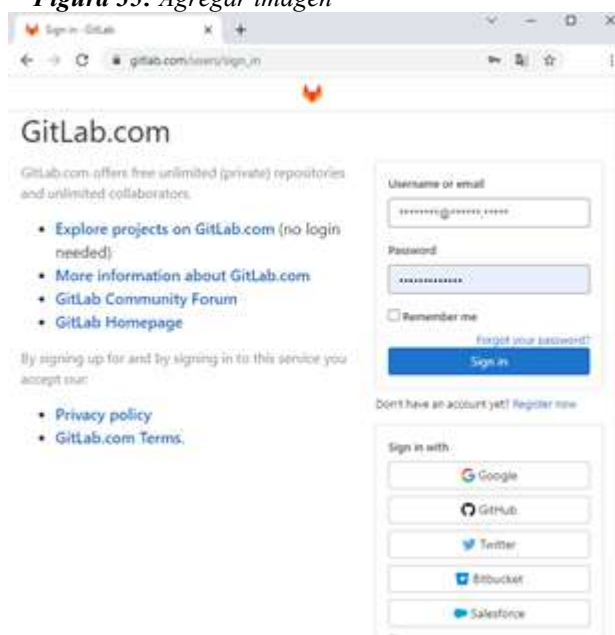 Figura 33: Agregar imagen
Sign in · GitLab
gitlab.com/users/sign_in
GitLab.com
GitLab.com offers free unlimited (private) repositories
and unlimited collaborators.
Explore projects on GitLab.com (no login
needed)
More information about GitLab.com
GitLab Community Forum
GitLab Homepage
By signing up for and by signing in to this service you
accept our:
Privacy policy
GitLab.com Terms.
Username or email
********@******.*****
Password
Remember me
Forgot your password?
Sign in
Don't have an account yet? Register now
Sign in with
Google
GitHub
Twitter
Bitbucket
Salesforce